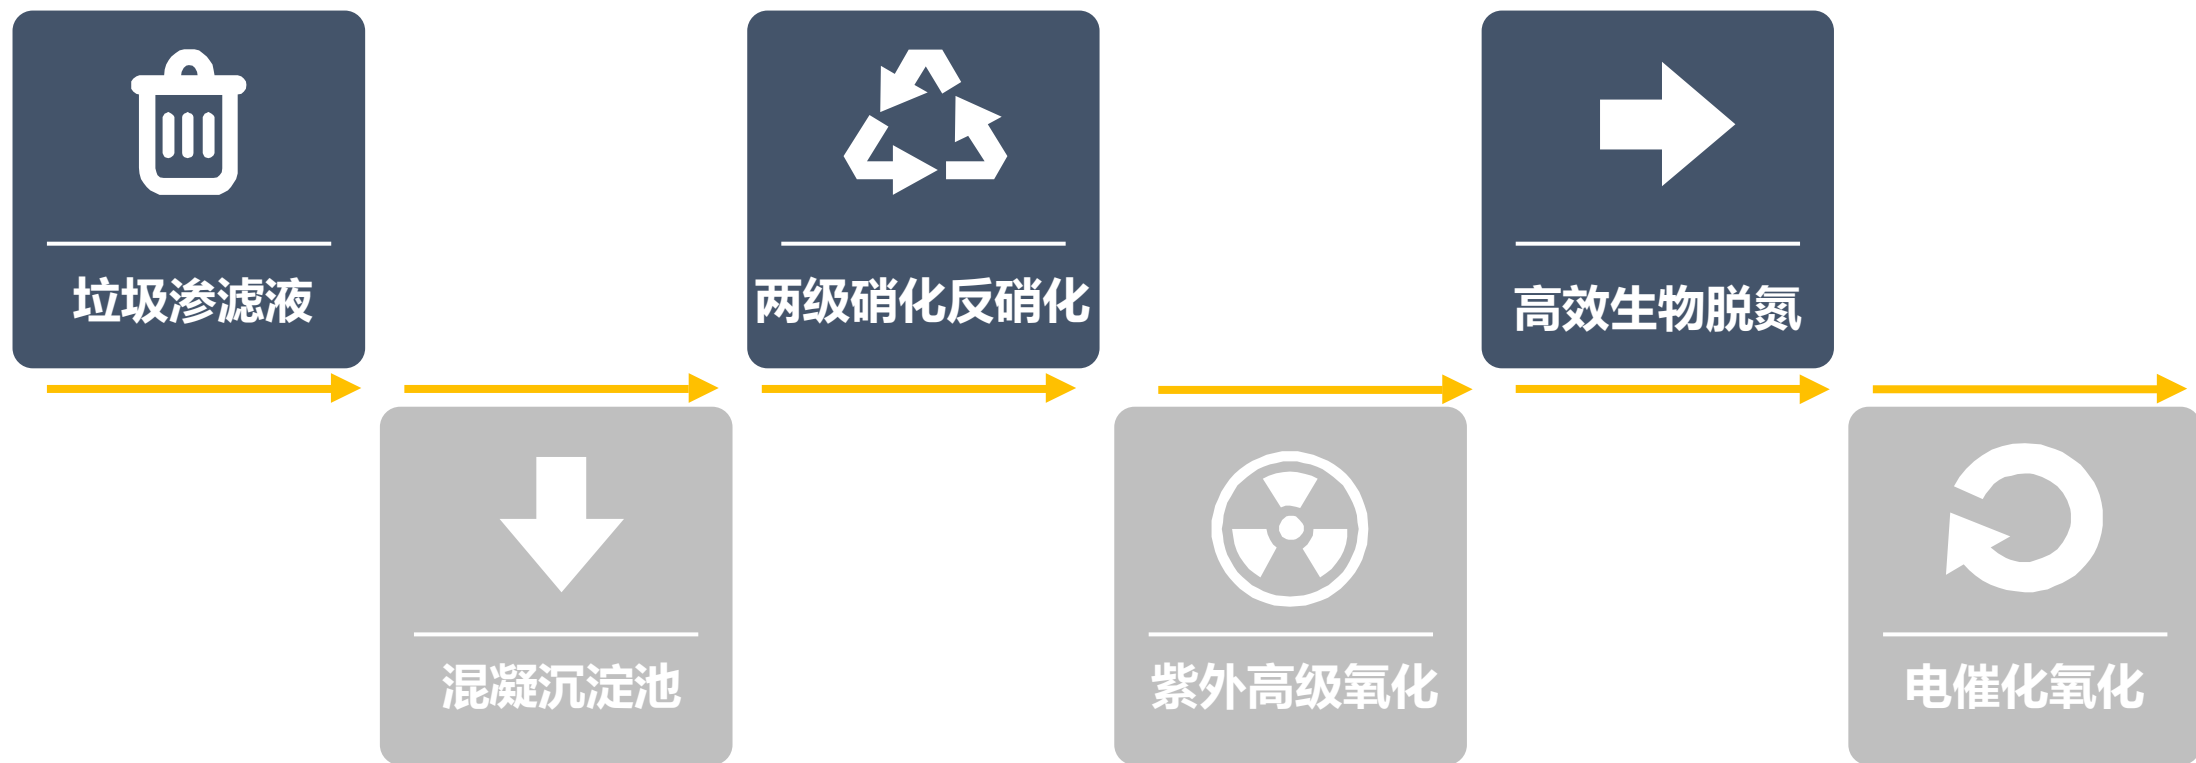 垃圾渗滤液
混凝沉淀池
两级硝化反硝化
紫外高级氧化
高效生物脱氮
电催化氧化